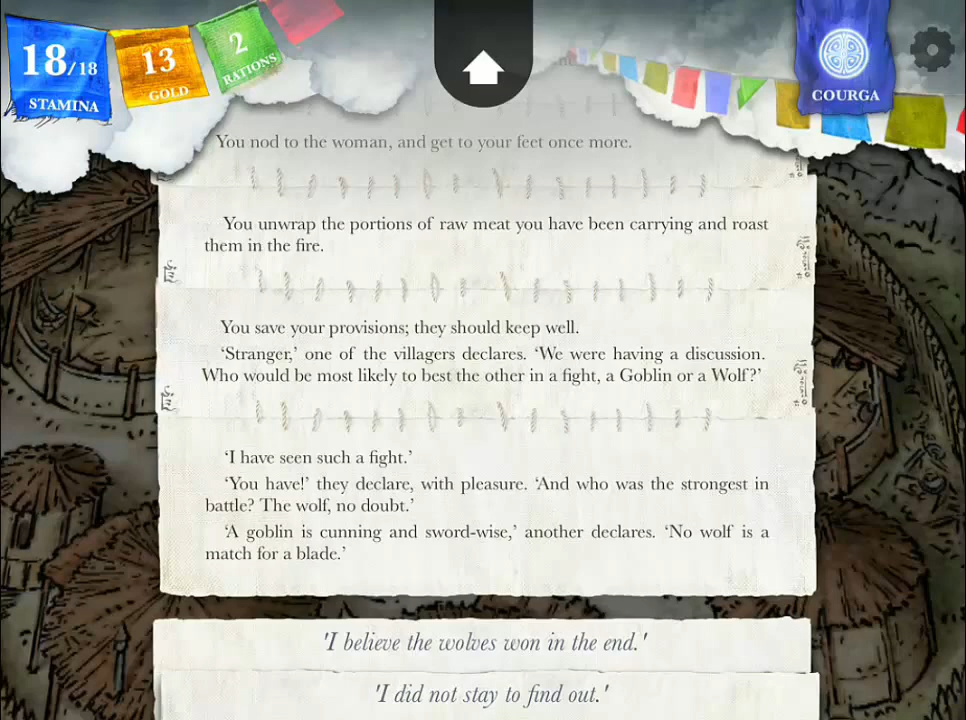 18/18
STAMINA
13
GOLD
2
RATIONS
COURGA
You nod to the woman, and get to your feet once more.
You unwrap the portions of raw meat you have been carrying and roast
them in the fire.
You save your provisions; they should keep well.
‘Stranger,’ one of the villagers declares. ‘We were having a discussion.
Who would be most likely to best the other in a fight, a Goblin or a Wolf?’
‘I have seen such a fight.’
‘You have!’ they declare, with pleasure. ‘And who was the strongest in
battle? The wolf, no doubt.’
‘A goblin is cunning and sword-wise,’ another declares. ‘No wolf is a
match for a blade.’
'I believe the wolves won in the end.'
'I did not stay to find out.'